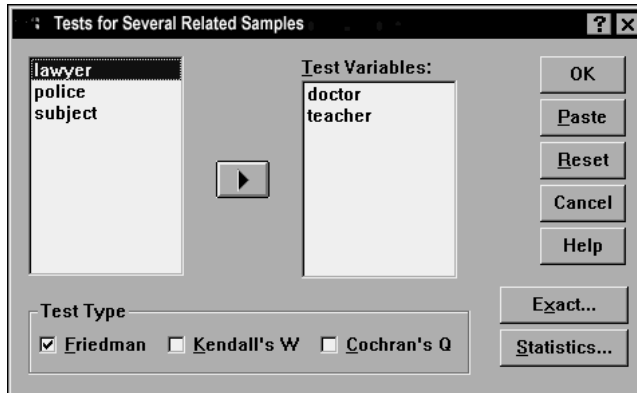 Tests for Several Related Samples
? X
lawyer
police
subject
Test Variables:
doctor
teacher
OK
Paste
Reset
Cancel
Help
Test Type
Friedman
Kendall's W
Cochran's Q
Exact...
Statistics...